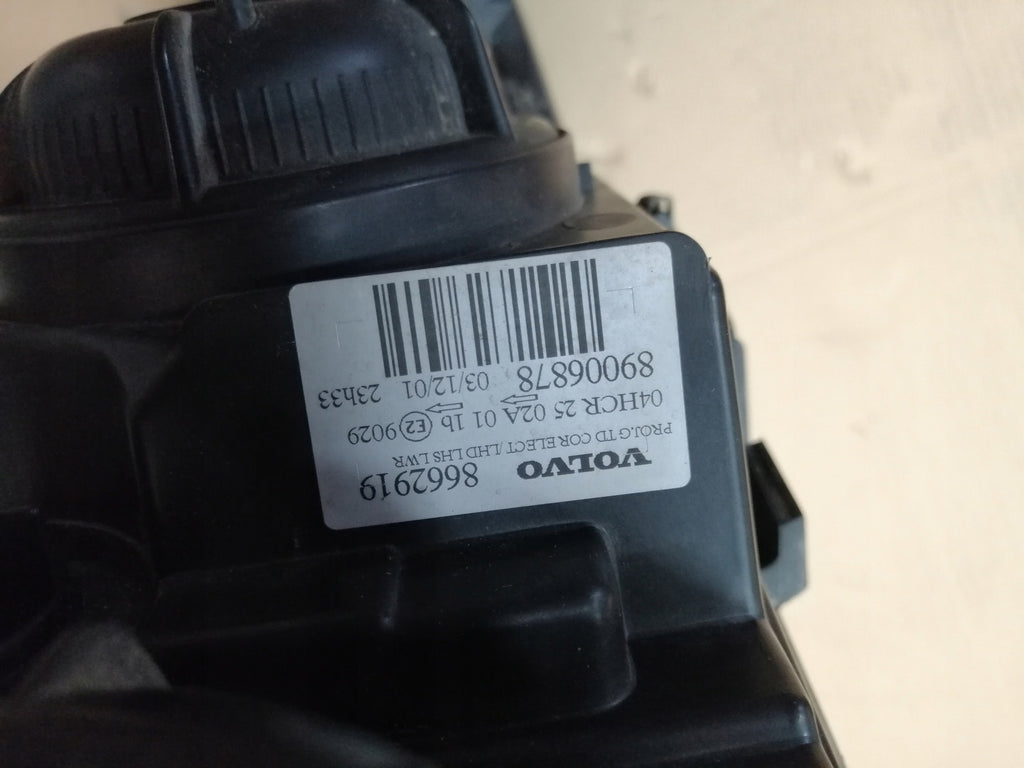 VOLVO 8662919
PROJ.G TD COR ELECT /LHD LHS LWR
04HCR 25 02A 01 1b E2 9029
89006878 03/12/01 23h33